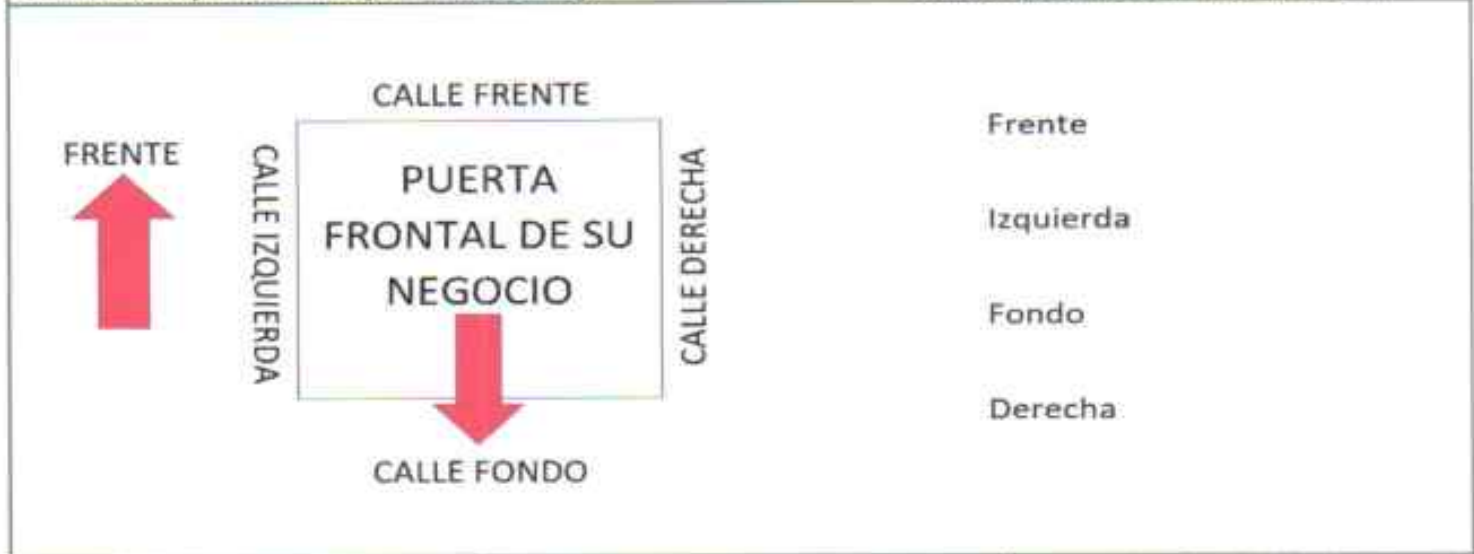 CALLE FRENTE
FRENTE
CALLE IZQUIERDA
PUERTA
FRONTAL DE SU
NEGOCIO
CALLE DERECHA
CALLE FONDO
Frente
Izquierda
Fondo
Derecha